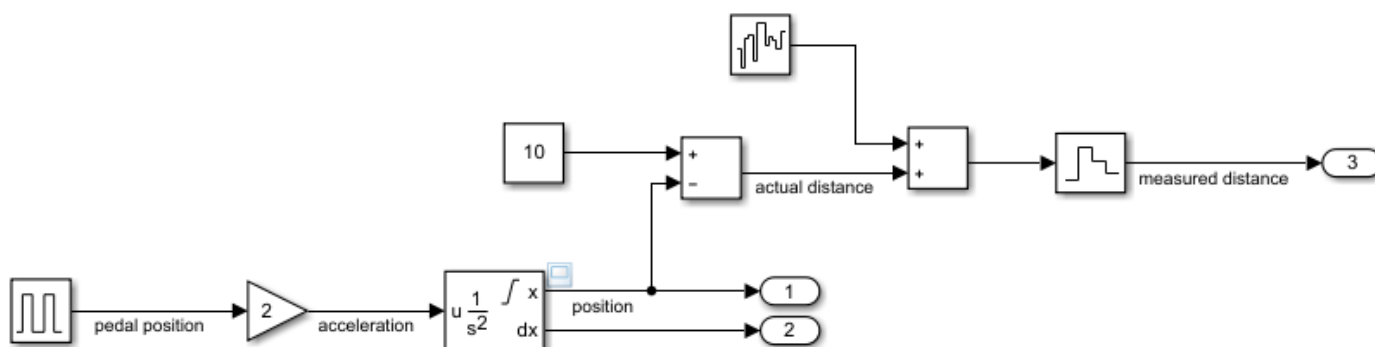 10
+
−
actual distance
+
+
measured distance
3
pedal position
2
acceleration
u 1/s² ∫ x
dx
position
1
2